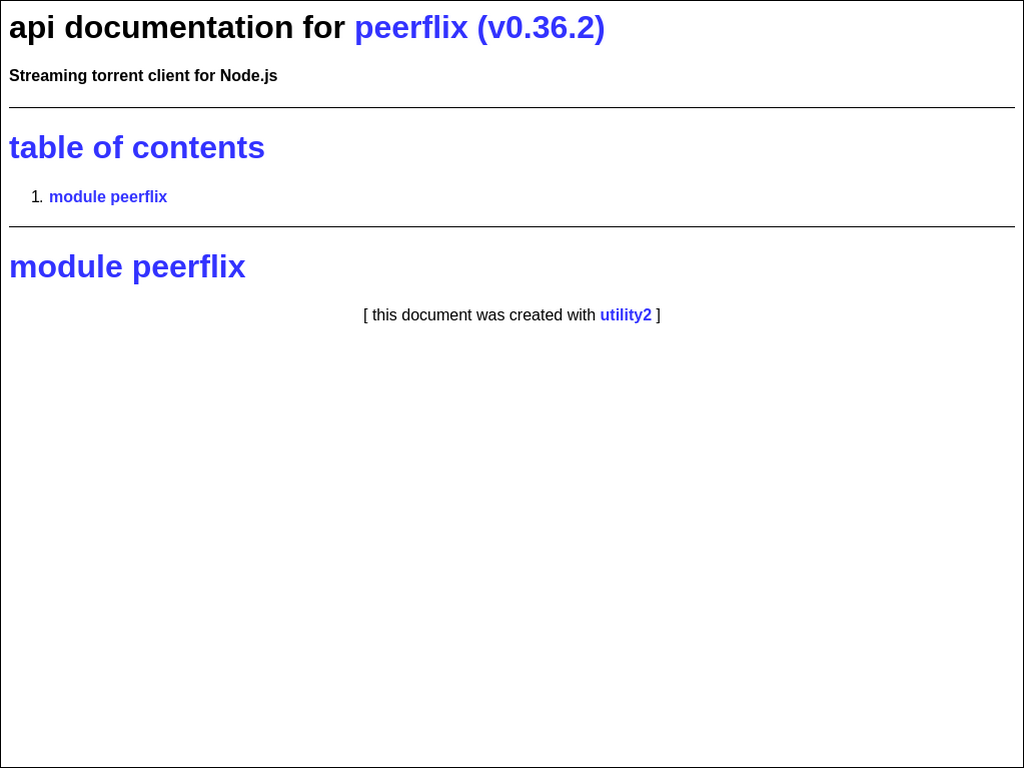 api documentation for peerflix (v0.36.2)
Streaming torrent client for Node.js
table of contents
1. module peerflix
module peerflix
[ this document was created with utility2 ]